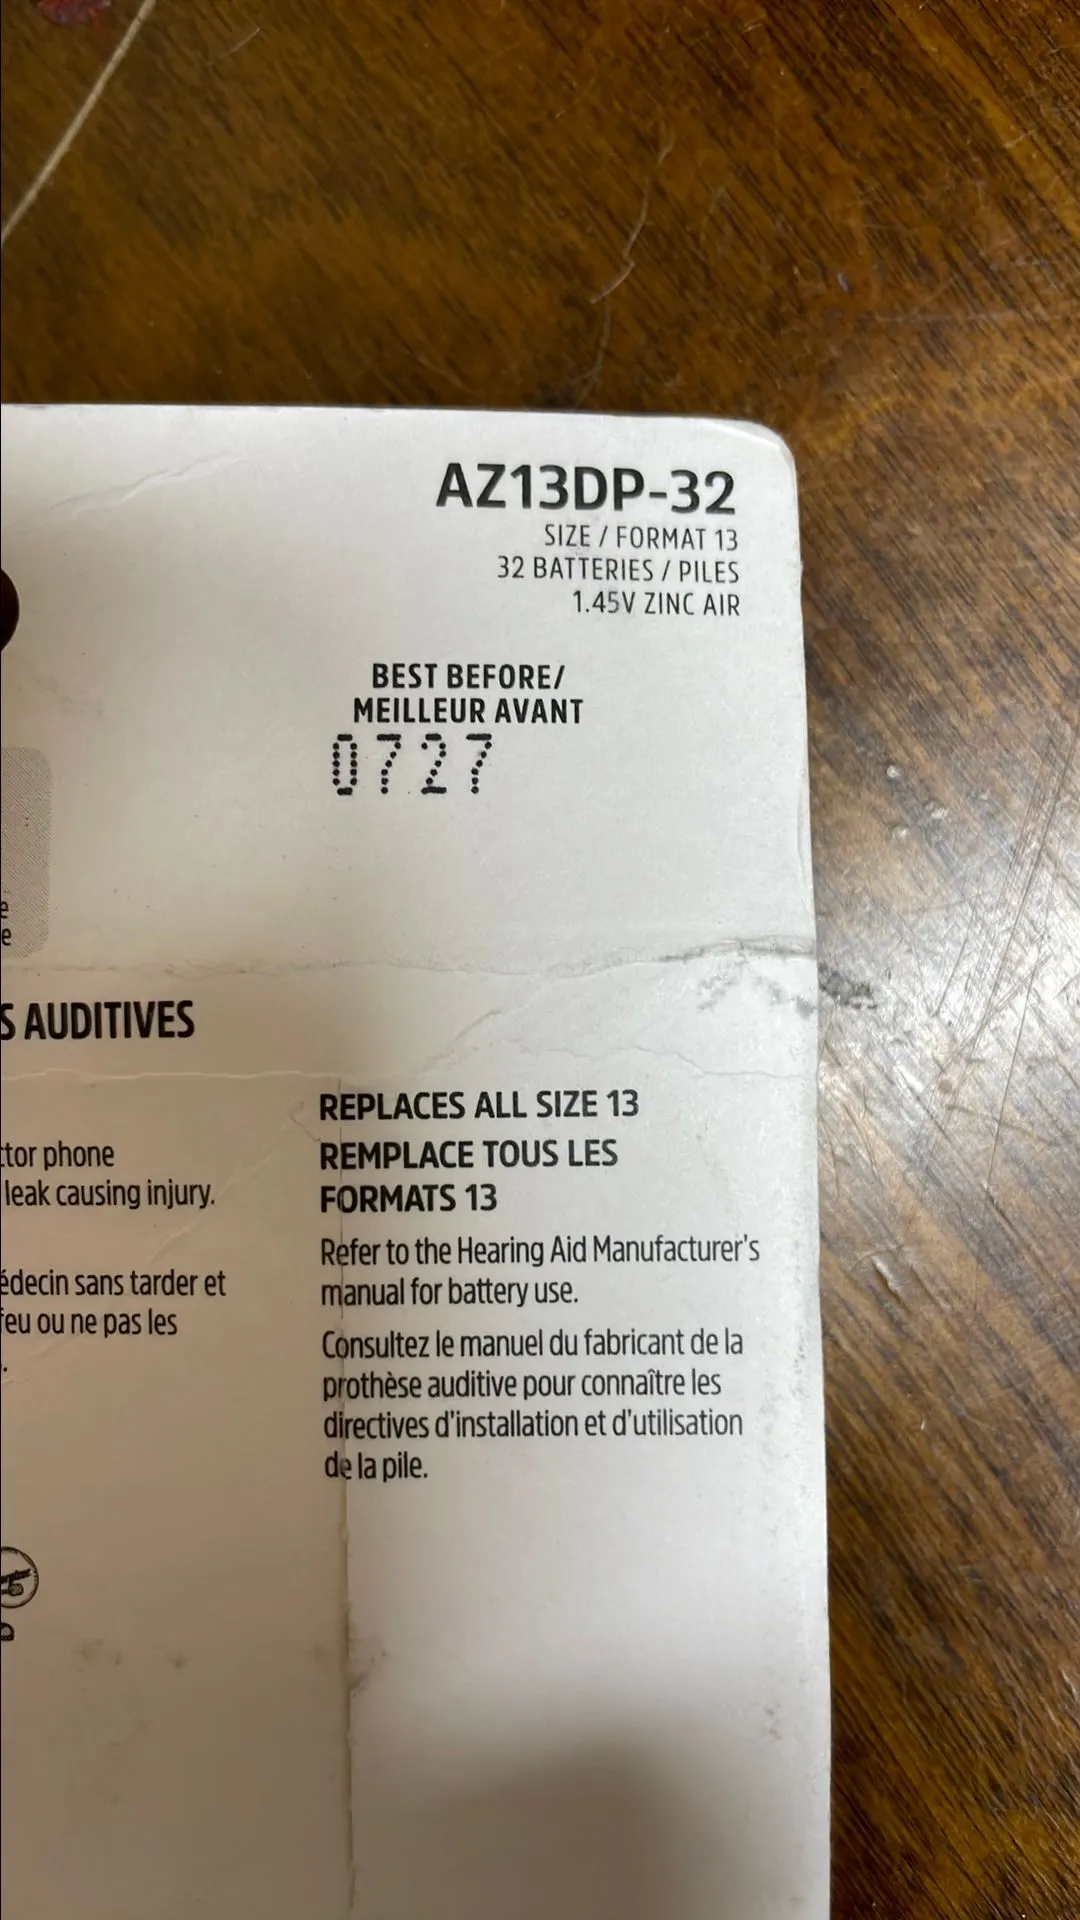 AZ13DP-32
SIZE / FORMAT 13
32 BATTERIES / PILES
1.45V ZINC AIR
BEST BEFORE/
MEILLEUR AVANT
0727
e
e
S AUDITIVES
ctor phone
leak causing injury.
édecin sans tarder et
feu ou ne pas les
.
REPLACES ALL SIZE 13
REMPLACE TOUS LES
FORMATS 13
Refer to the Hearing Aid Manufacturer's
manual for battery use.
Consultez le manuel du fabricant de la
prothèse auditive pour connaître les
directives d'installation et d'utilisation
de la pile.